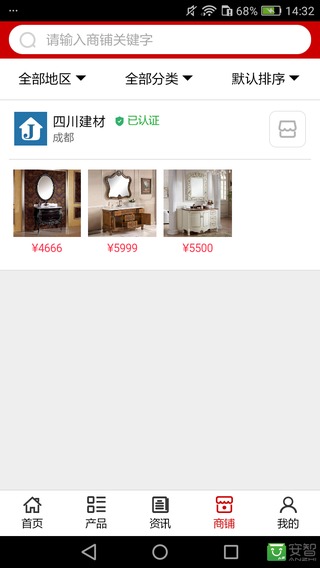 ... 68% 14:32
请输入商铺关键字
全部地区 全部分类 默认排序
四川建材 已认证
成都
¥4666 ¥5999 ¥5500
首页 产品 资讯 商铺 我的
安智
ANZHI